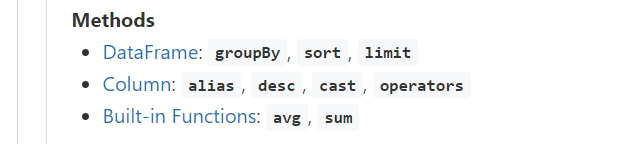 Methods
• DataFrame: groupBy, sort, limit
• Column: alias, desc, cast, operators
• Built-in Functions: avg, sum